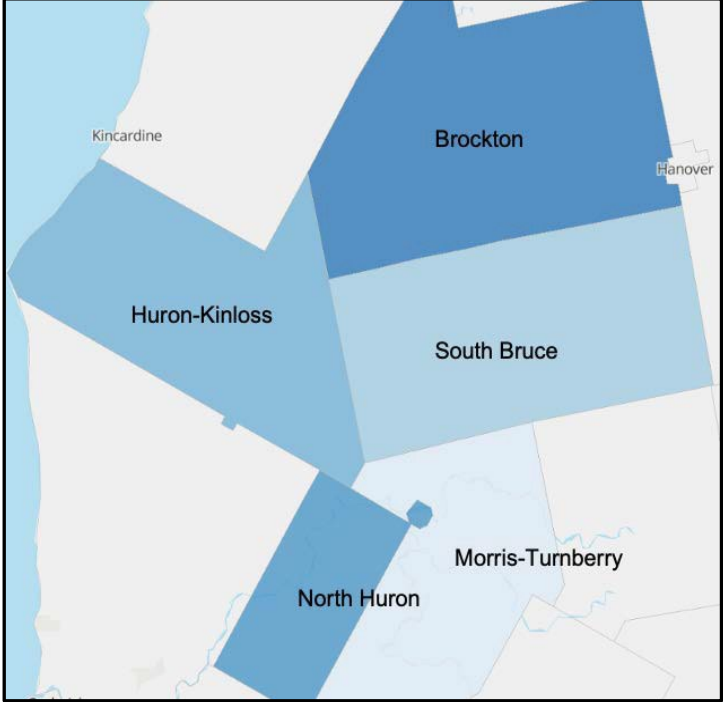 Kincardine
Brockton
Hanover
Huron-Kinloss
South Bruce
Morris-Turnberry
North Huron